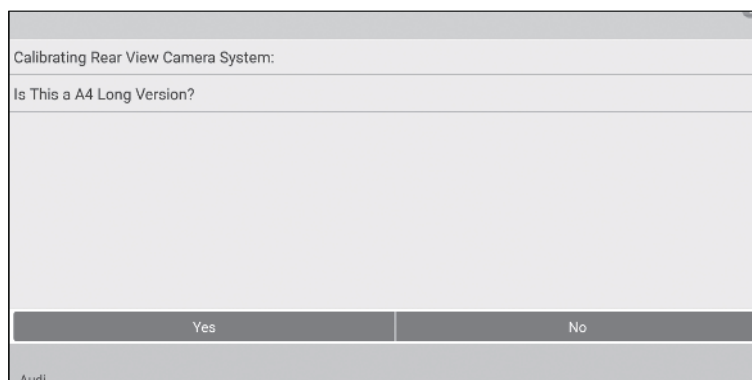 Calibrating Rear View Camera System:
Is This a A4 Long Version?
Yes
No
Audi